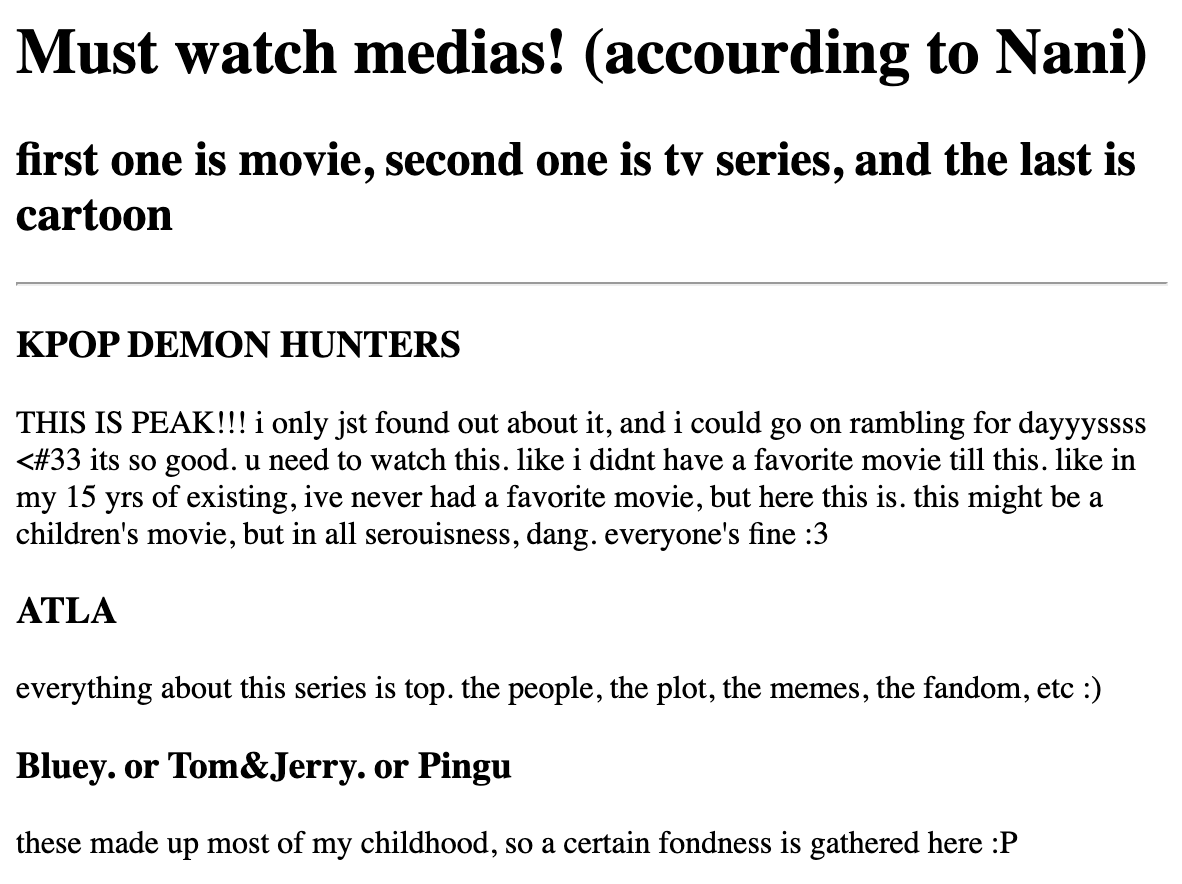 Must watch medias! (accourding to Nani)
first one is movie, second one is tv series, and the last is
cartoon
KPOP DEMON HUNTERS
THIS IS PEAK!!! i only jst found out about it, and i could go on rambling for dayyyssss
<#33 its so good. u need to watch this. like i didnt have a favorite movie till this. like in
my 15 yrs of existing, ive never had a favorite movie, but here this is. this might be a
children's movie, but in all serouisness, dang. everyone's fine :3
ATLA
everything about this series is top. the people, the plot, the memes, the fandom, etc :)
Bluey. or Tom&Jerry. or Pingu
these made up most of my childhood, so a certain fondness is gathered here :P